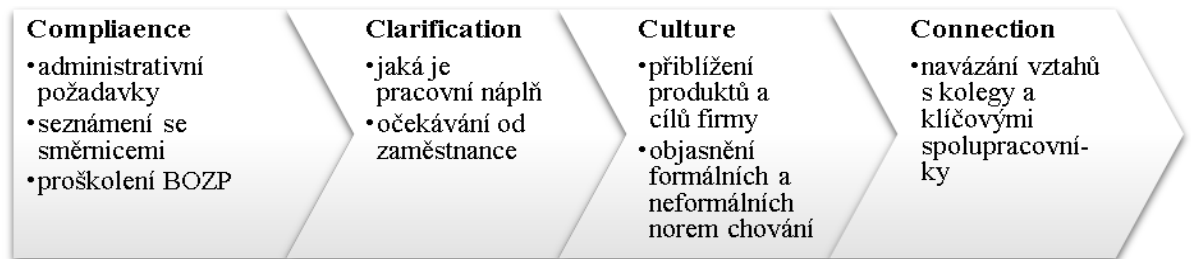 Compliaence
•administrativní
požadavky
•seznámení se
směrnicemi
•proškolení BOZP
Clarification
•jaká je
pracovní náplň
•očekávání od
zaměstnance
Culture
•přiblížení
produktů a
cílů firmy
•objasnění
formálních a
neformálních
norem chování
Connection
•navázání vztahů
s kolegy a
klíčovými
spolupracovní-
ky